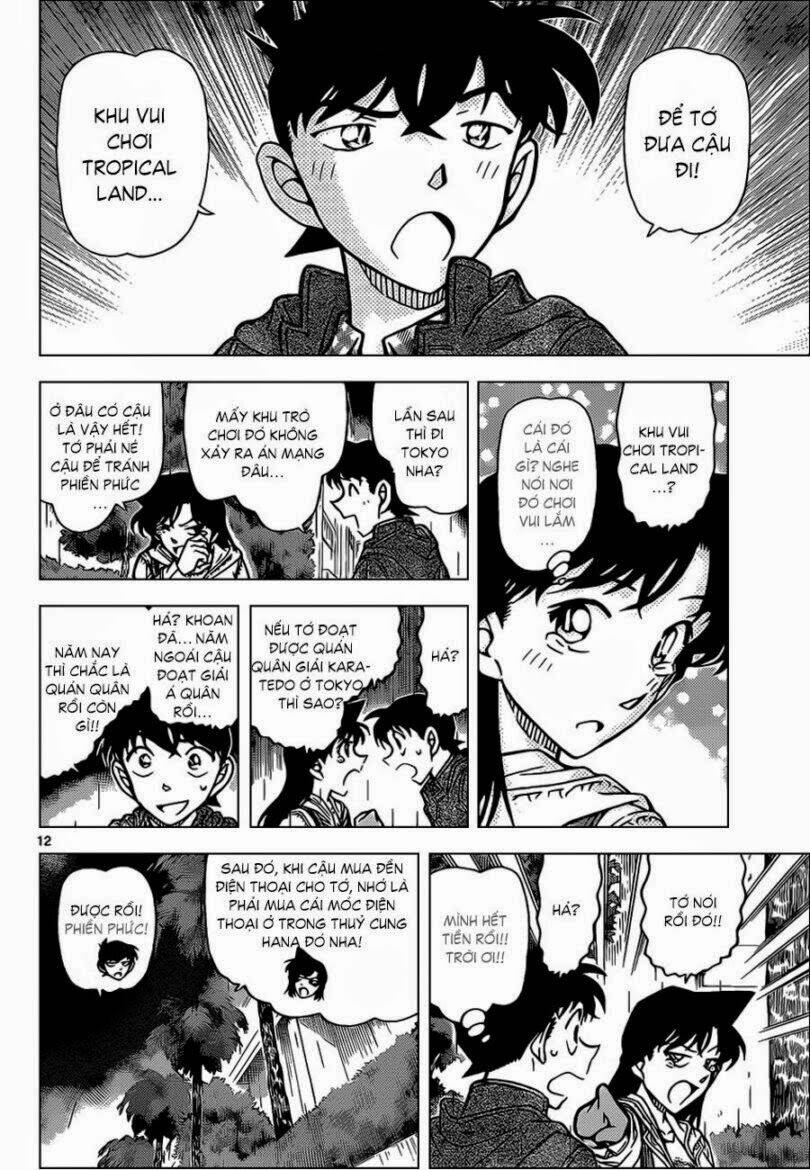 ĐỂ TỚ
ĐƯA CẬU
ĐI!
KHU VUI
CHƠI
TROPICAL
LAND...
KHU VUI
CHƠI TROPI-
CAL LAND
...?
CÁI ĐÓ
LÀ CÁI
GÌ? NGHE
NÓI NƠI
ĐÓ CHƠI
VUI LẮM
...
LẦN SAU
THÌ ĐI
TOKYO
NHA?
MẤY KHU TRÒ
CHƠI ĐÓ KHÔNG
XẢY RA ÁN MẠNG
ĐÂU...
Ở ĐÂU CÓ CẬU
LÀ VẬY HẾT!
TỚ PHẢI NÉ
CẬU ĐỂ TRÁNH
PHIỀN PHỨC
...
HẢ?
NẾU TỚ ĐOẠT
ĐƯỢC QUÁN
QUÂN GIẢI KARA-
TEDO Ở TOKYO
THÌ SAO?
HẢ? KHOAN
ĐÃ... NĂM
NGOÁI CẬU
ĐOẠT GIẢI
Á QUÂN
RỒI...
NĂM NAY
THÌ CHẮC LÀ
QUÁN QUÂN
RỒI CÒN
GÌ!!
12
TỚ NÓI
RỒI ĐÓ!!
HẢ?
MÌNH HẾT
TIỀN RỒI!!
TRỜI ƠI!!
SAU ĐÓ, KHI CẬU MUA ĐỀN
ĐIỆN THOẠI CHO TỚ, NHỚ LÀ
PHẢI MUA CÁI MÓC ĐIỆN
THOẠI Ở TRONG THUỶ CUNG
HANA ĐÓ NHA!
ĐƯỢC RỒI!
PHIỀN PHỨC!